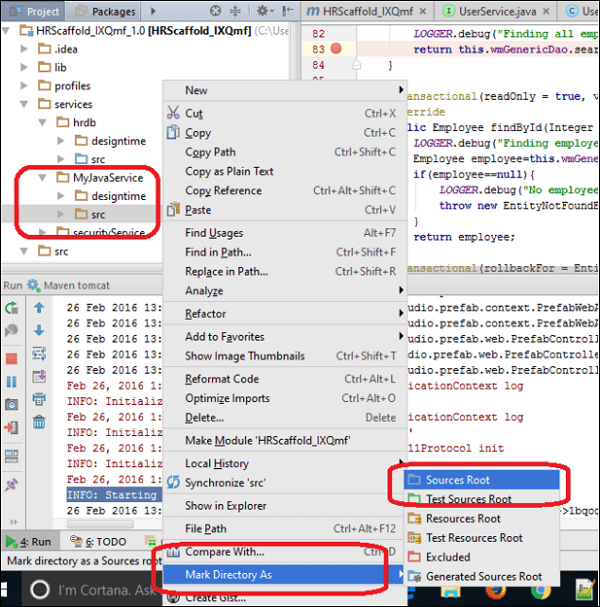 Project Packages
HRScaffold_IXQmf_1.0 [HRScaffold_IXQmf] (C:\Use
.idea
lib
profiles
services
hrdb
designtime
src
MyJavaService
designtime
src
securityService
src
m HRScaffold_IXQmf × UserService.java ×
82 LOGGER.debug("Finding all emp
83 return this.wmGenericDao.sear
84 }
ansactional(readOnly = true, v
erride
lic Employee findById(Integer
LOGGER.debug("Finding employee
Employee employee=this.wmGene
if(employee==null){
LOGGER.debug("No employee
throw new EntityNotFoundE
}
return employee;
ansactional(rollbackFor = Enti
New
Cut Ctrl+X
Copy Ctrl+C
Copy Path Ctrl+Shift+C
Copy as Plain Text
Copy Reference Ctrl+Alt+Shift+C
Paste Ctrl+V
Find Usages Alt+F7
Find in Path... Ctrl+Shift+F
Replace in Path... Ctrl+Shift+R
Analyze
Refactor
Add to Favorites
Show Image Thumbnails Ctrl+Shift+T
Reformat Code Ctrl+Alt+L
Optimize Imports Ctrl+Alt+O
Delete... Delete
Make Module 'HRScaffold_IXQmf'
Local History
Synchronize 'src'
Show in Explorer
File Path Ctrl+Alt+F12
Compare With... Ctrl+D
Mark Directory As
Create Gist...
Sources Root
Test Sources Root
Resources Root
Test Resources Root
Excluded
Generated Sources Root
Run Maven tomcat
26 Feb 2016 13: udio.prefab.context.PrefabWebA
26 Feb 2016 13: udio.prefab.context.PrefabWebA
26 Feb 2016 13: udio.prefab.web.PrefabControll
26 Feb 2016 13: udio.prefab.context.PrefabWebA
26 Feb 2016 13: udio.prefab.web.PrefabControll
Feb 26, 2016 1: icationContext log
INFO: Initializ
Feb 26, 2016 1: icationContext log
INFO: Initializ '
Feb 26, 2016 1: llProtocol init
INFO: Initializ
Feb 26, 2016 1:
INFO: Starting
26 Feb 2016 13: >lbqoc
4: Run 6: TODO
Mark directory as a Sources root
I'm Cortana. Ask